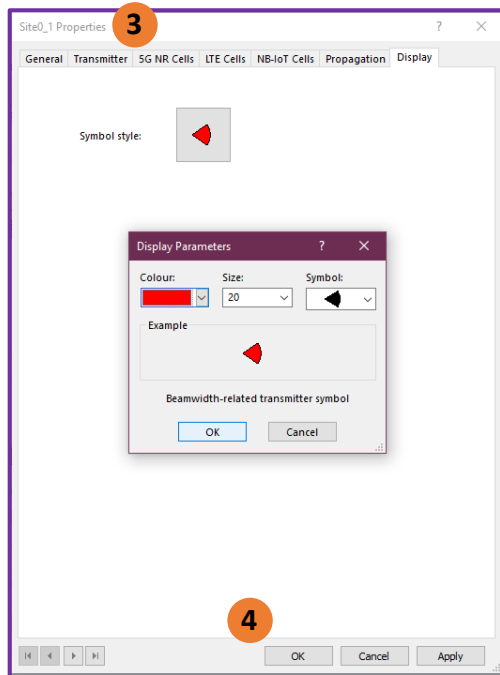 Site0_1 Properties
3
?
General Transmitter 5G NR Cells LTE Cells NB-IoT Cells Propagation Display
Symbol style:
Display Parameters ?
Colour: Size: Symbol:
20
Example
Beamwidth-related transmitter symbol
OK Cancel
4
OK Cancel Apply